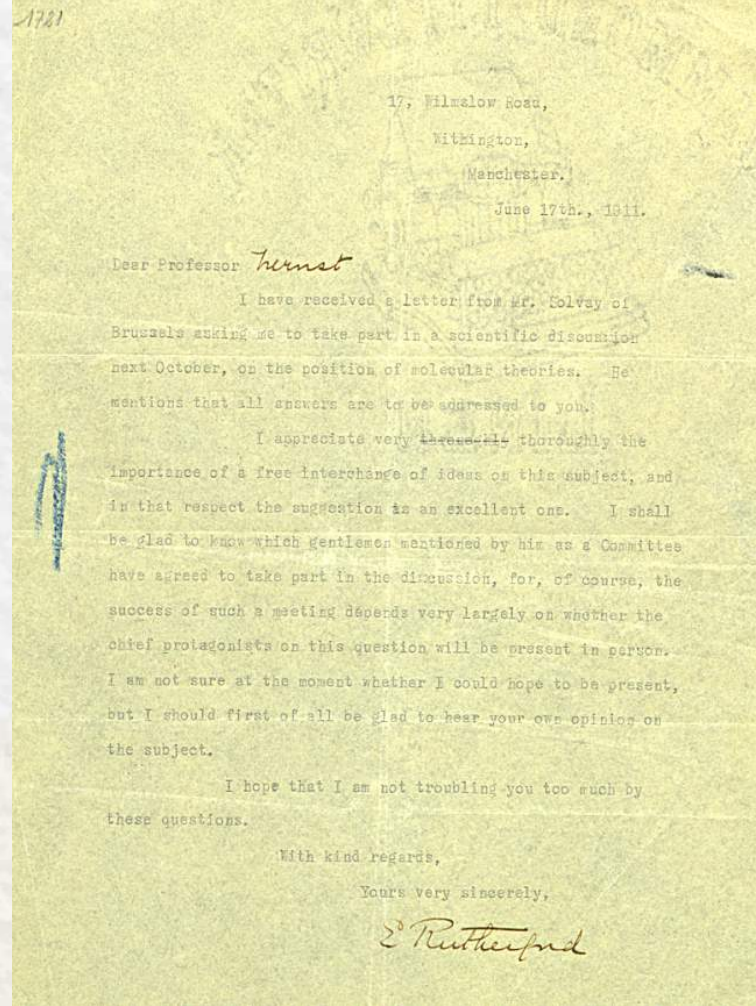 1721
17, Wilmslow Road,
Withington,
Manchester.
June 17th., 1911.
Dear Professor Nernst
I have received a letter from Mr. Solvay of
Brussels asking me to take part in a scientific discussion
next October, on the position of molecular theories. He
mentions that all answers are to be addressed to you.
I appreciate very thoroughly the
importance of a free interchange of ideas on this subject, and
in that respect the suggestion is an excellent one. I shall
be glad to know which gentlemen mentioned by him as a Committee
have agreed to take part in the discussion, for, of course, the
success of such a meeting depends very largely on whether the
chief protagonists on this question will be present in person.
I am not sure at the moment whether I could hope to be present,
but I should first of all be glad to hear your own opinion on
the subject.
I hope that I am not troubling you too much by
these questions.
With kind regards,
Yours very sincerely,
E Rutherford